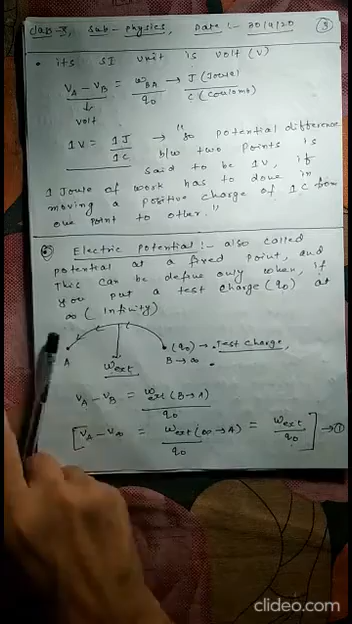 class-X, Sub-physics, Date :- 30/4/20 (3)
• its SI unit is volt (V)
VA - VB = WBA / q0 → J (Joule) / C (Coulomb)
↓
volt
1V = 1J / 1C → "so potential difference
b/w two points is
said to be 1V, if
1 Joule of work has to done in
moving a positive charge of 1C from
one point to other."
Electric potential :- also called
potential at a fixed point, and
This can be define only when, if
you put a test charge (q0) at
∞ (infinity)
A (q0) → Test charge,
Wext B → ∞
VA - VB = Wext (B → A) / q0
[VA - V∞ = Wext (∞ → A) / q0 = Wext / q0] → ①
clideo.com